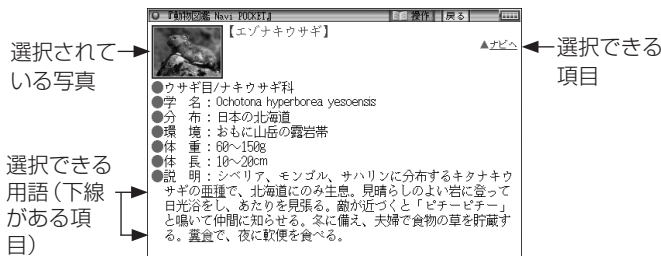 『動物図鑑 Navi POCKET』 操作 戻る
【エゾナキウサギ】
▲ナビへ
●ウサギ目/ナキウサギ科
●学 名：Ochotona hyperborea yesoensis
●分 布：日本の北海道
●環 境：おもに山岳の露岩帯
●体 重：60～150g
●体 長：10～20cm
●説 明：シベリア、モンゴル、サハリンに分布するキタナキウ
サギの亜種で、北海道にのみ生息。見晴らしのよい岩に登って
日光浴をし、あたりを見張る。敵が近づくと「ピチーピチー」
と鳴いて仲間に知らせる。冬に備え、夫婦で食物の草を貯蔵す
る。糞食で、夜に軟便を食べる。
選択されて
いる写真
選択できる
項目
選択できる
用語（下線
がある項
目）